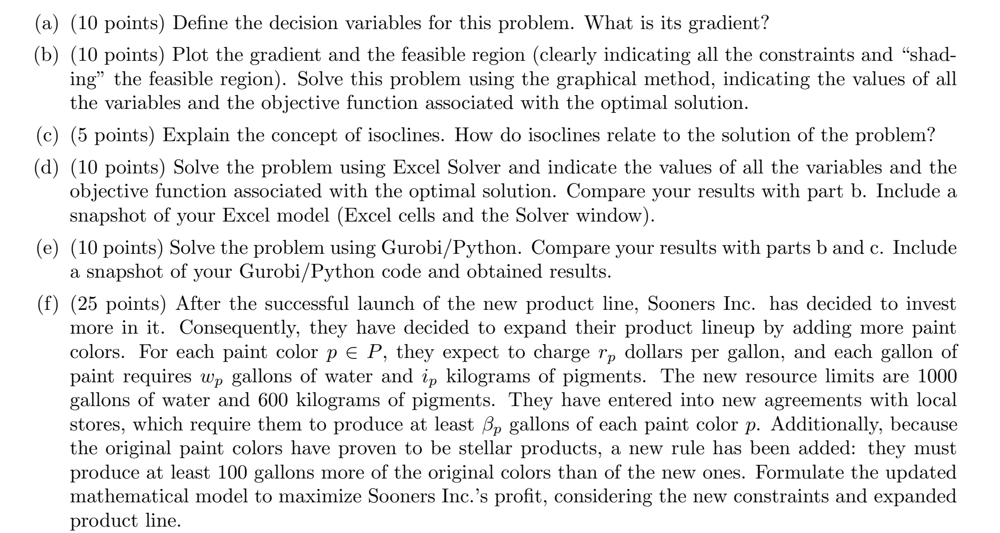 (a) (10 points) Define the decision variables for this problem. What is its gradient?
(b) (10 points) Plot the gradient and the feasible region (clearly indicating all the constraints and “shad-
ing” the feasible region). Solve this problem using the graphical method, indicating the values of all
the variables and the objective function associated with the optimal solution.
(c) (5 points) Explain the concept of isoclines. How do isoclines relate to the solution of the problem?
(d) (10 points) Solve the problem using Excel Solver and indicate the values of all the variables and the
objective function associated with the optimal solution. Compare your results with part b. Include a
snapshot of your Excel model (Excel cells and the Solver window).
(e) (10 points) Solve the problem using Gurobi/Python. Compare your results with parts b and c. Include
a snapshot of your Gurobi/Python code and obtained results.
(f) (25 points) After the successful launch of the new product line, Sooners Inc. has decided to invest
more in it. Consequently, they have decided to expand their product lineup by adding more paint
colors. For each paint color p ∈ P, they expect to charge r_p dollars per gallon, and each gallon of
paint requires w_p gallons of water and i_p kilograms of pigments. The new resource limits are 1000
gallons of water and 600 kilograms of pigments. They have entered into new agreements with local
stores, which require them to produce at least β_p gallons of each paint color p. Additionally, because
the original paint colors have proven to be stellar products, a new rule has been added: they must
produce at least 100 gallons more of the original colors than of the new ones. Formulate the updated
mathematical model to maximize Sooners Inc.’s profit, considering the new constraints and expanded
product line.